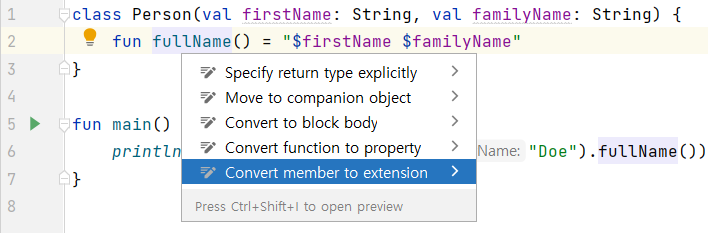 1 class Person(val firstName: String, val familyName: String) {
2 fun fullName() = "$firstName $familyName"
3 }
Specify return type explicitly
4 Move to companion object
5 fun main() Convert to block body
6 println Convert function to property Name: "Doe").fullName())
7 } Convert member to extension
8 Press Ctrl+Shift+I to open preview